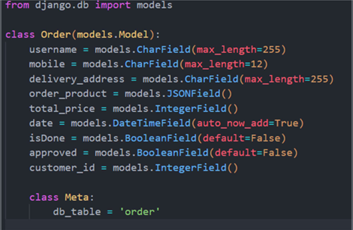 from django.db import models
class Order(models.Model):
    username = models.CharField(max_length=255)
    mobile = models.CharField(max_length=12)
    delivery_address = models.CharField(max_length=255)
    order_product = models.JSONField()
    total_price = models.IntegerField()
    date = models.DateTimeField(auto_now_add=True)
    isDone = models.BooleanField(default=False)
    approved = models.BooleanField(default=False)
    customer_id = models.IntegerField()
    class Meta:
        db_table = 'order'